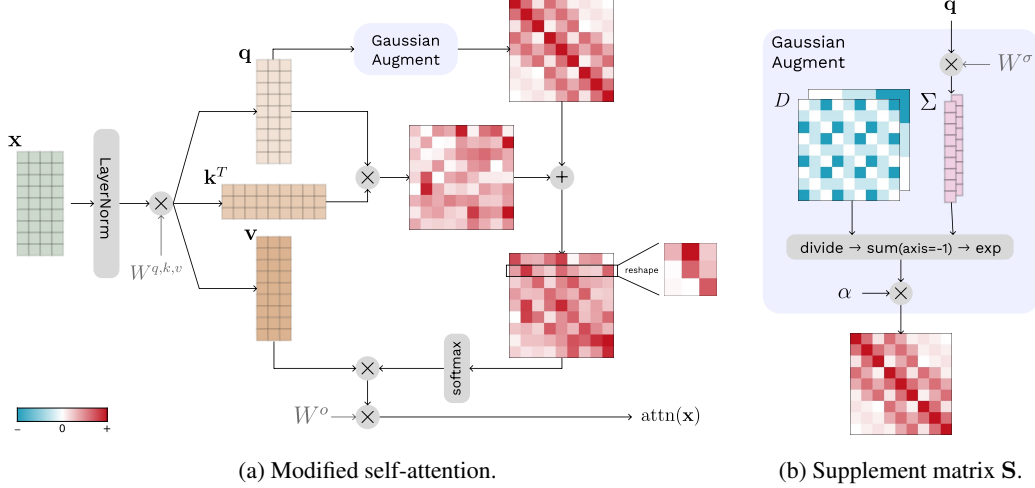 q
Gaussian
Augment
x
LayerNorm
×
W^{q,k,v}
k^T
v
×
+
reshape
softmax
×
W^o
×
attn(x)
−
0
+
(a) Modified self-attention.
q
Gaussian
Augment
×
W^σ
D
Σ
divide → sum(axis=-1) → exp
α
×
(b) Supplement matrix S.